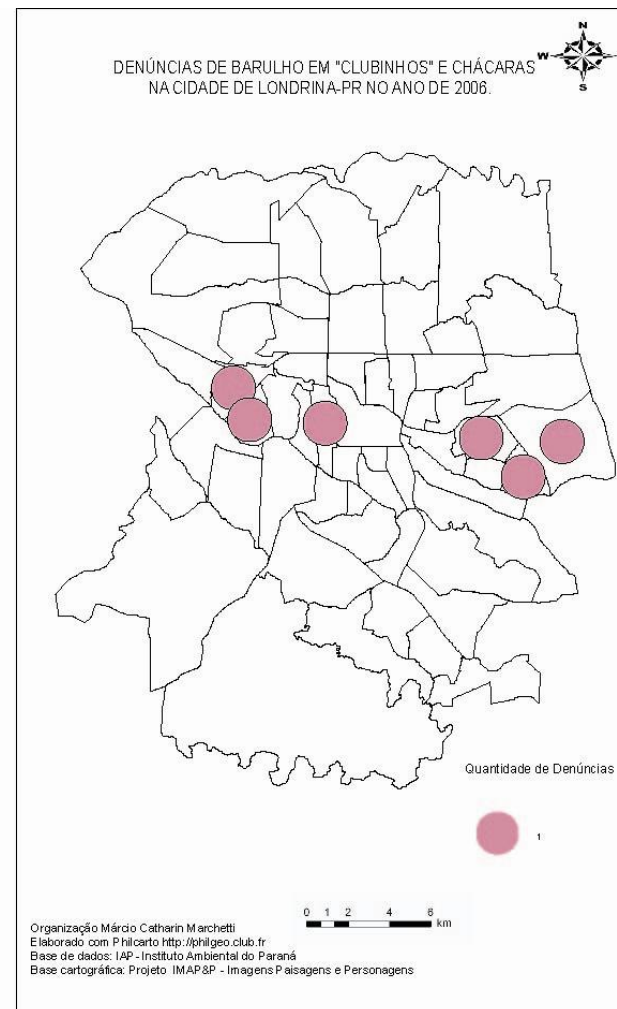 DENÚNCIAS DE BARULHO EM "CLUBINHOS" E CHÁCARAS
NA CIDADE DE LONDRINA-PR NO ANO DE 2006.
N
W E
S
Quantidade de Denúncias
1
0 1 2 4 6
km
Organização Márcio Catharin Marchetti
Elaborado com Philcarto http://philgeo.club.fr
Base de dados: IAP - Instituto Ambiental do Paraná
Base cartográfica: Projeto IMAP&P - Imagens Paisagens e Personagens